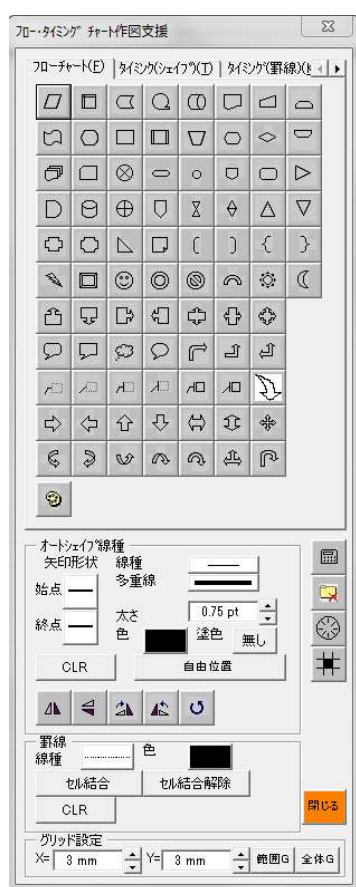 フロー・タイミング チャート作図支援
フローチャート(F) タイミング(シェイプ)(T) タイミング(罫線)(
オートシェイプ線種
矢印形状 線種
多重線
始点
太さ 0.75 pt
終点
色 塗色 無し
CLR 自由位置
罫線
線種 色
セル結合 セル結合解除
CLR
閉じる
グリッド設定
X= 3 mm Y= 3 mm 範囲G 全体G